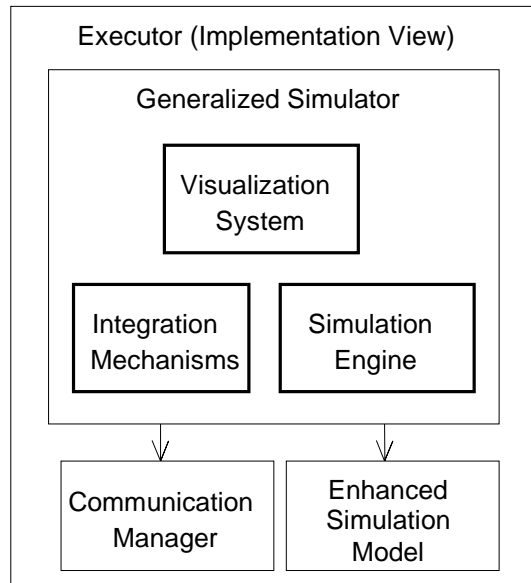 Executor (Implementation View)
Generalized Simulator
Visualization
System
Integration
Mechanisms
Simulation
Engine
Communication
Manager
Enhanced
Simulation
Model